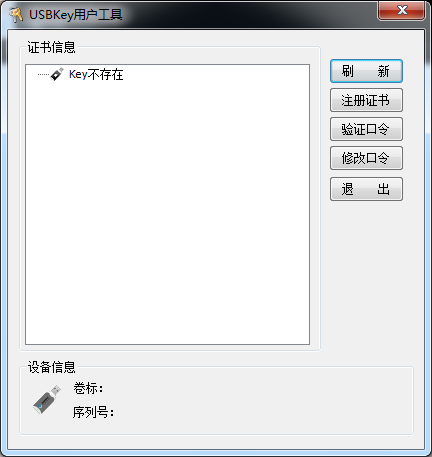 USBKey用户工具
证书信息
Key不存在
刷 新
注册证书
验证口令
修改口令
退 出
设备信息
卷标：
序列号：